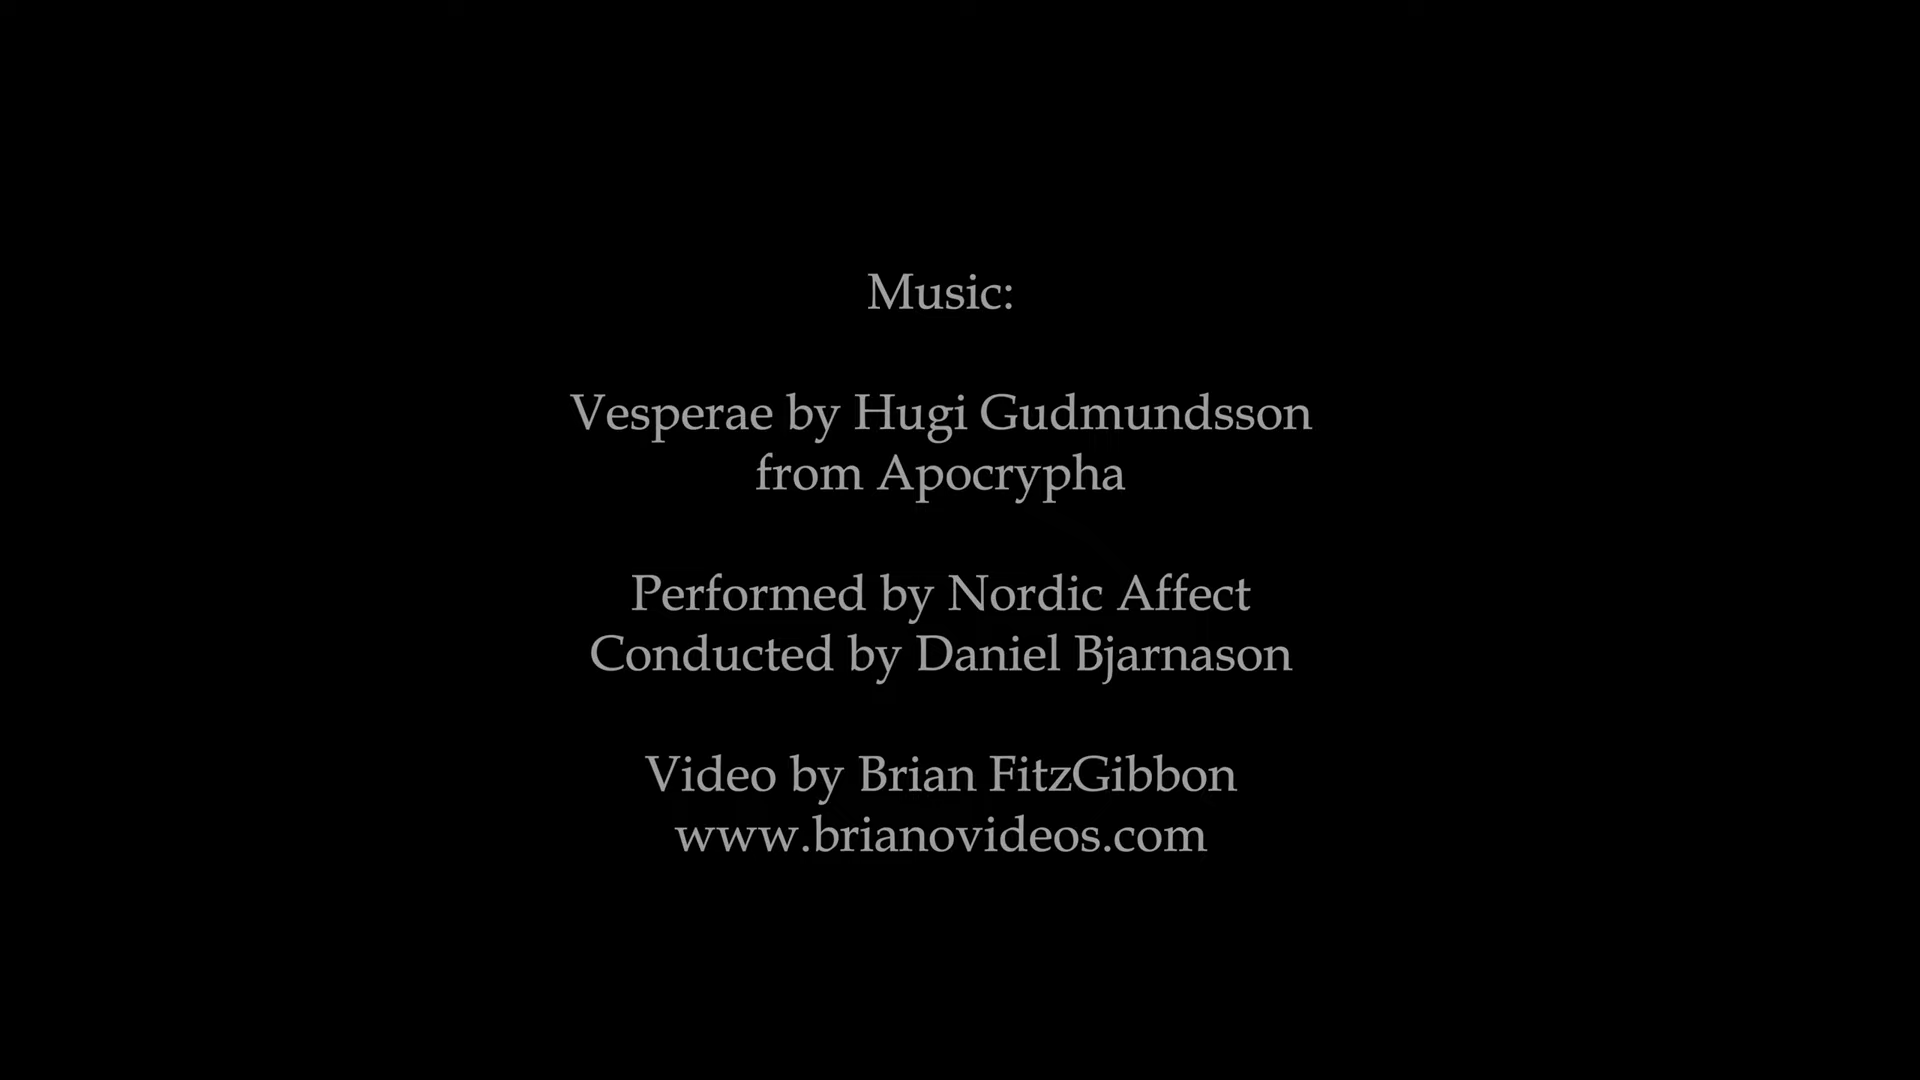 Music:
Vesperae by Hugi Gudmundsson
from Apocrypha
Performed by Nordic Affect
Conducted by Daniel Bjarnason
Video by Brian FitzGibbon
www.brianovideos.com